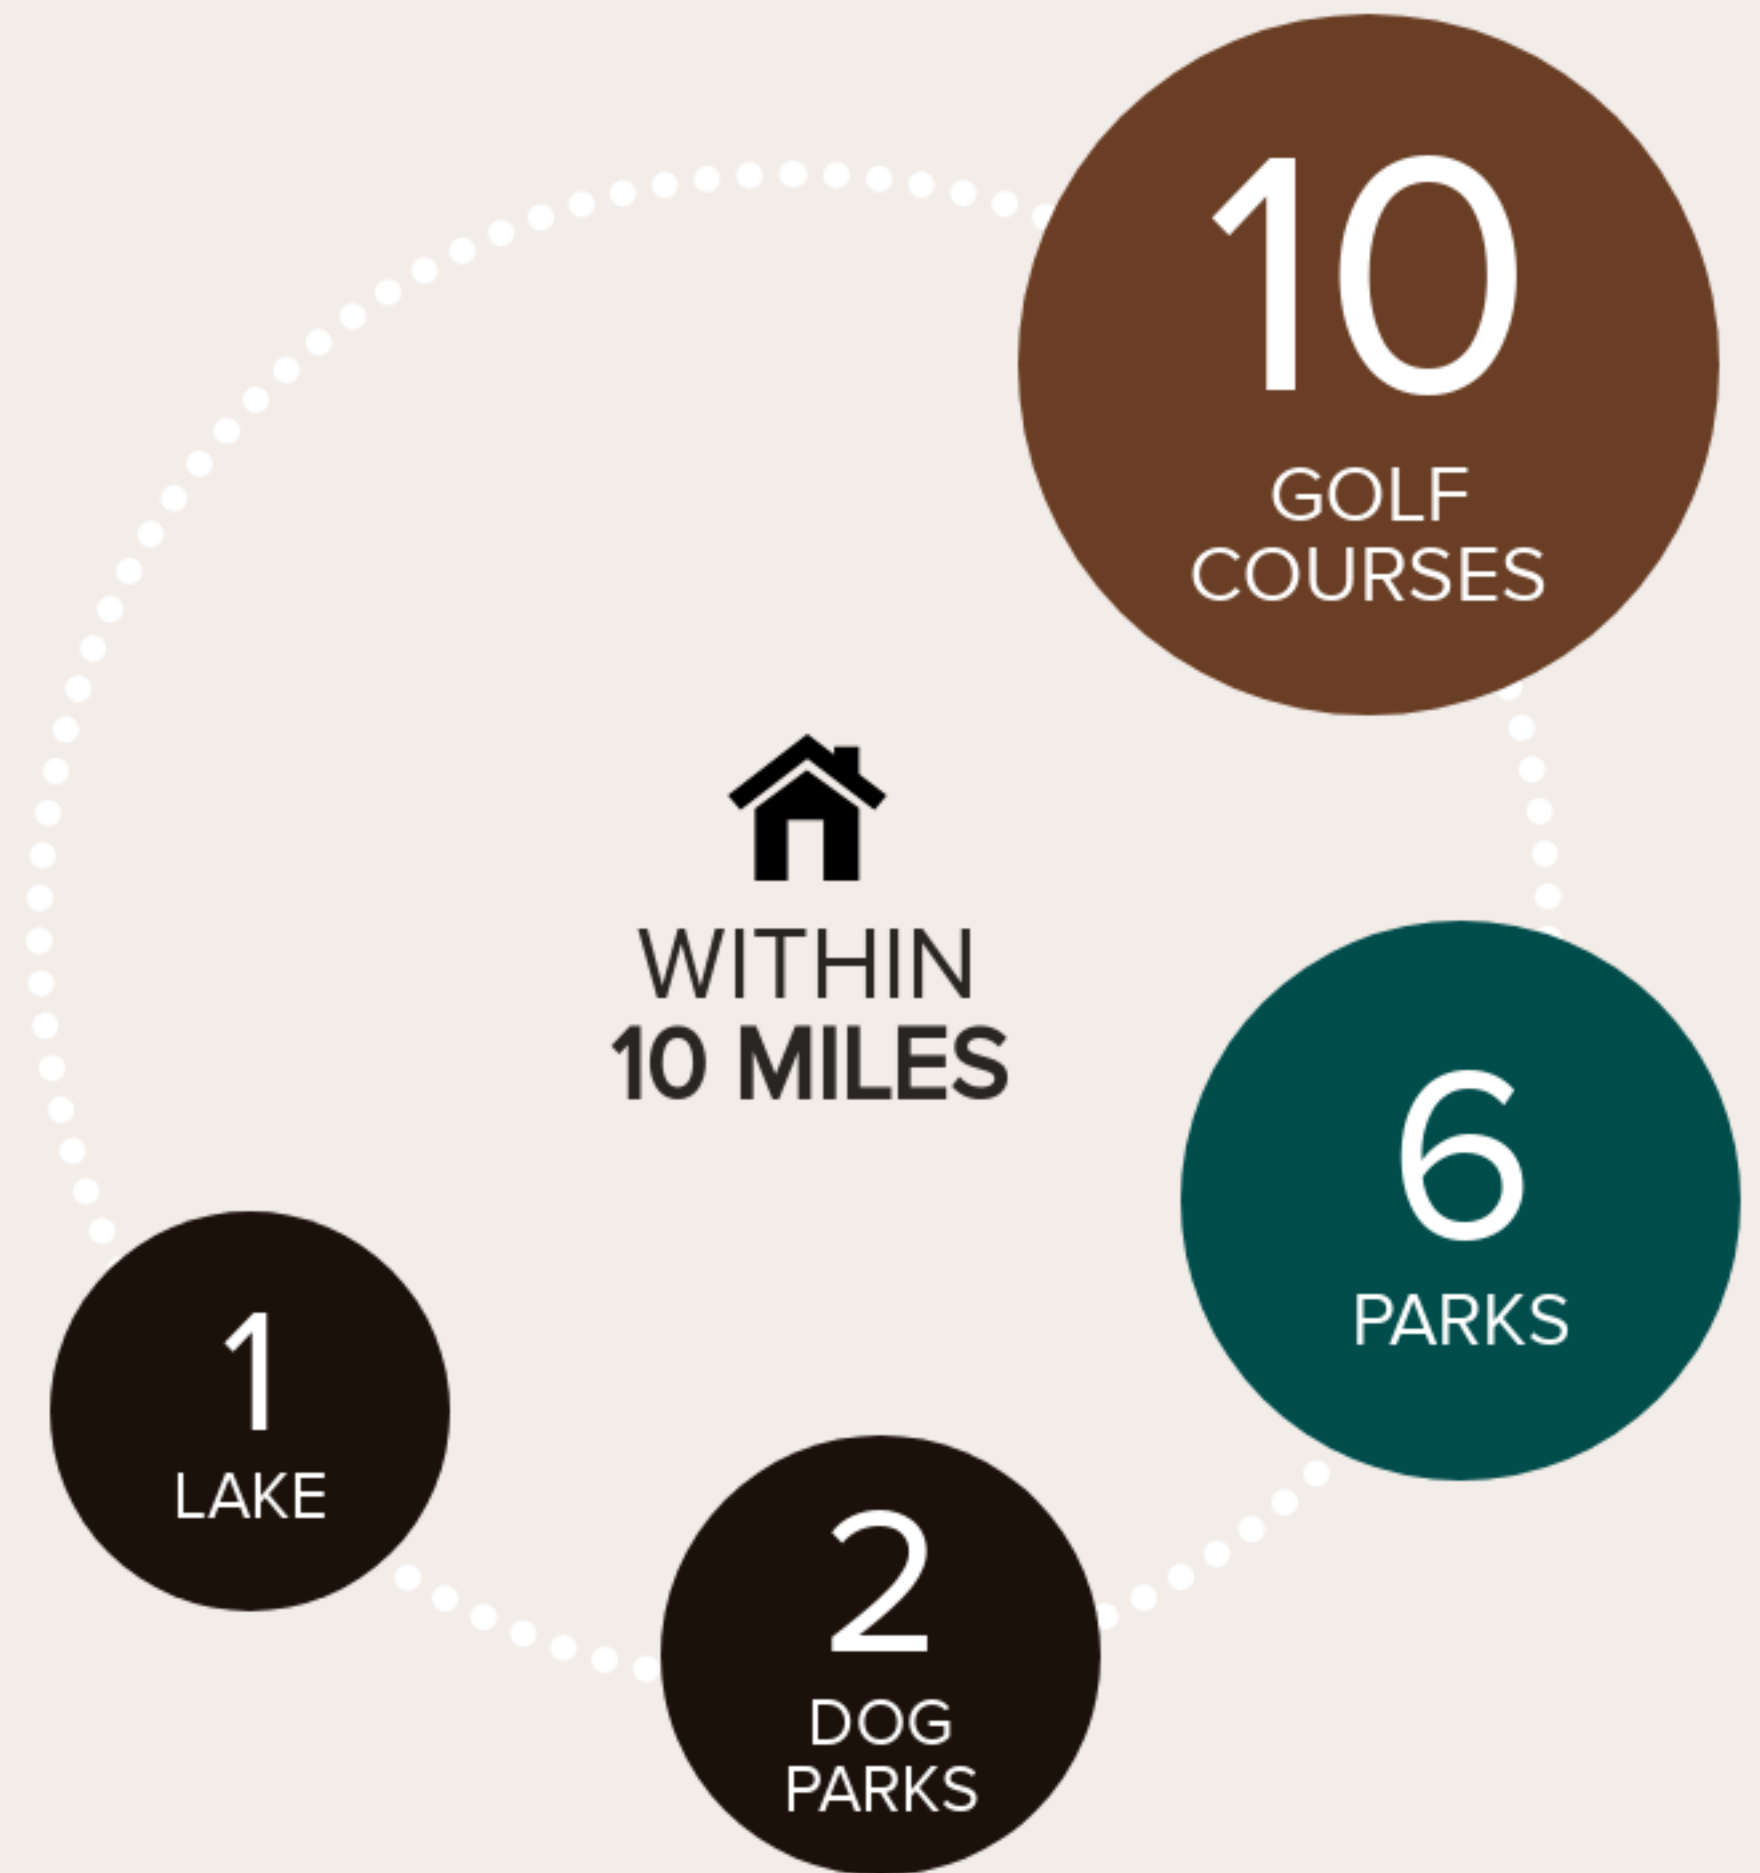 10
GOLF
COURSES
WITHIN
10 MILES
6
PARKS
1
LAKE
2
DOG
PARKS